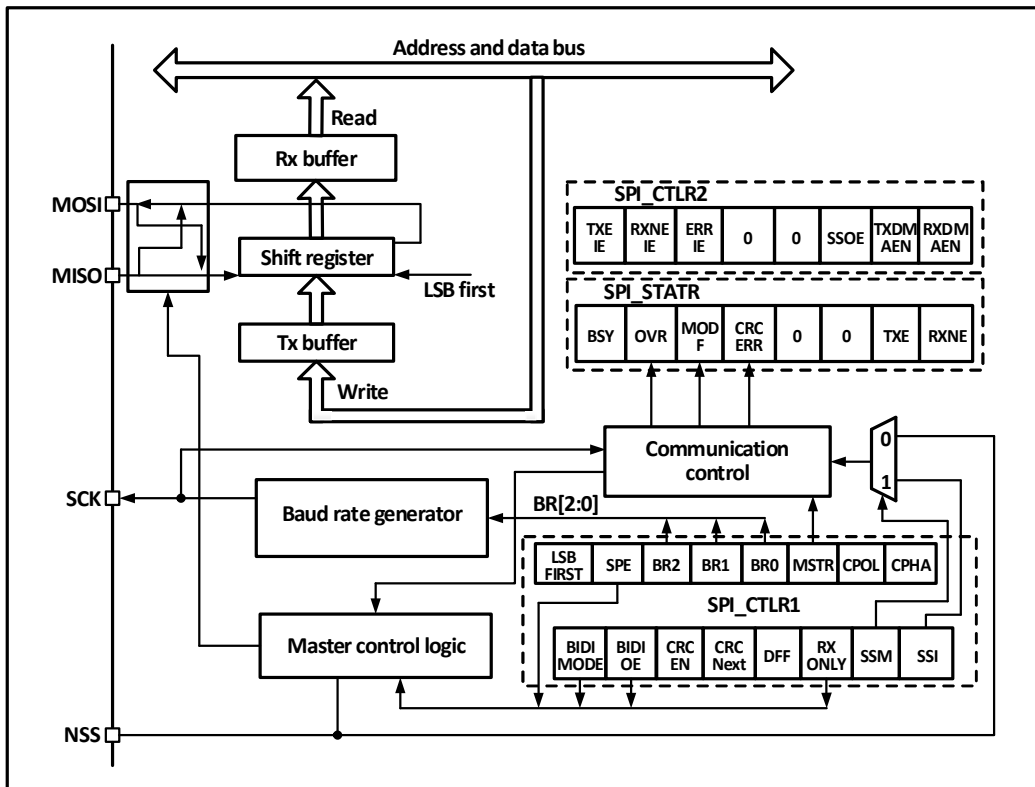 Address and data bus
Read
Rx buffer
MOSI
SPI_CTLR2
TXE
IE
RXNE
IE
ERR
IE
0
0
SSOE
TXDM
AEN
RXDM
AEN
Shift register
MISO
LSB first
SPI_STATR
BSY
OVR
MOD
F
CRC
ERR
0
0
TXE
RXNE
Tx buffer
Write
Communication
control
0
1
SCK
Baud rate generator
BR[2:0]
LSB
FIRST
SPE
BR2
BR1
BR0
MSTR
CPOL
CPHA
SPI_CTLR1
Master control logic
BIDI
MODE
BIDI
OE
CRC
EN
CRC
Next
DFF
RX
ONLY
SSM
SSI
NSS